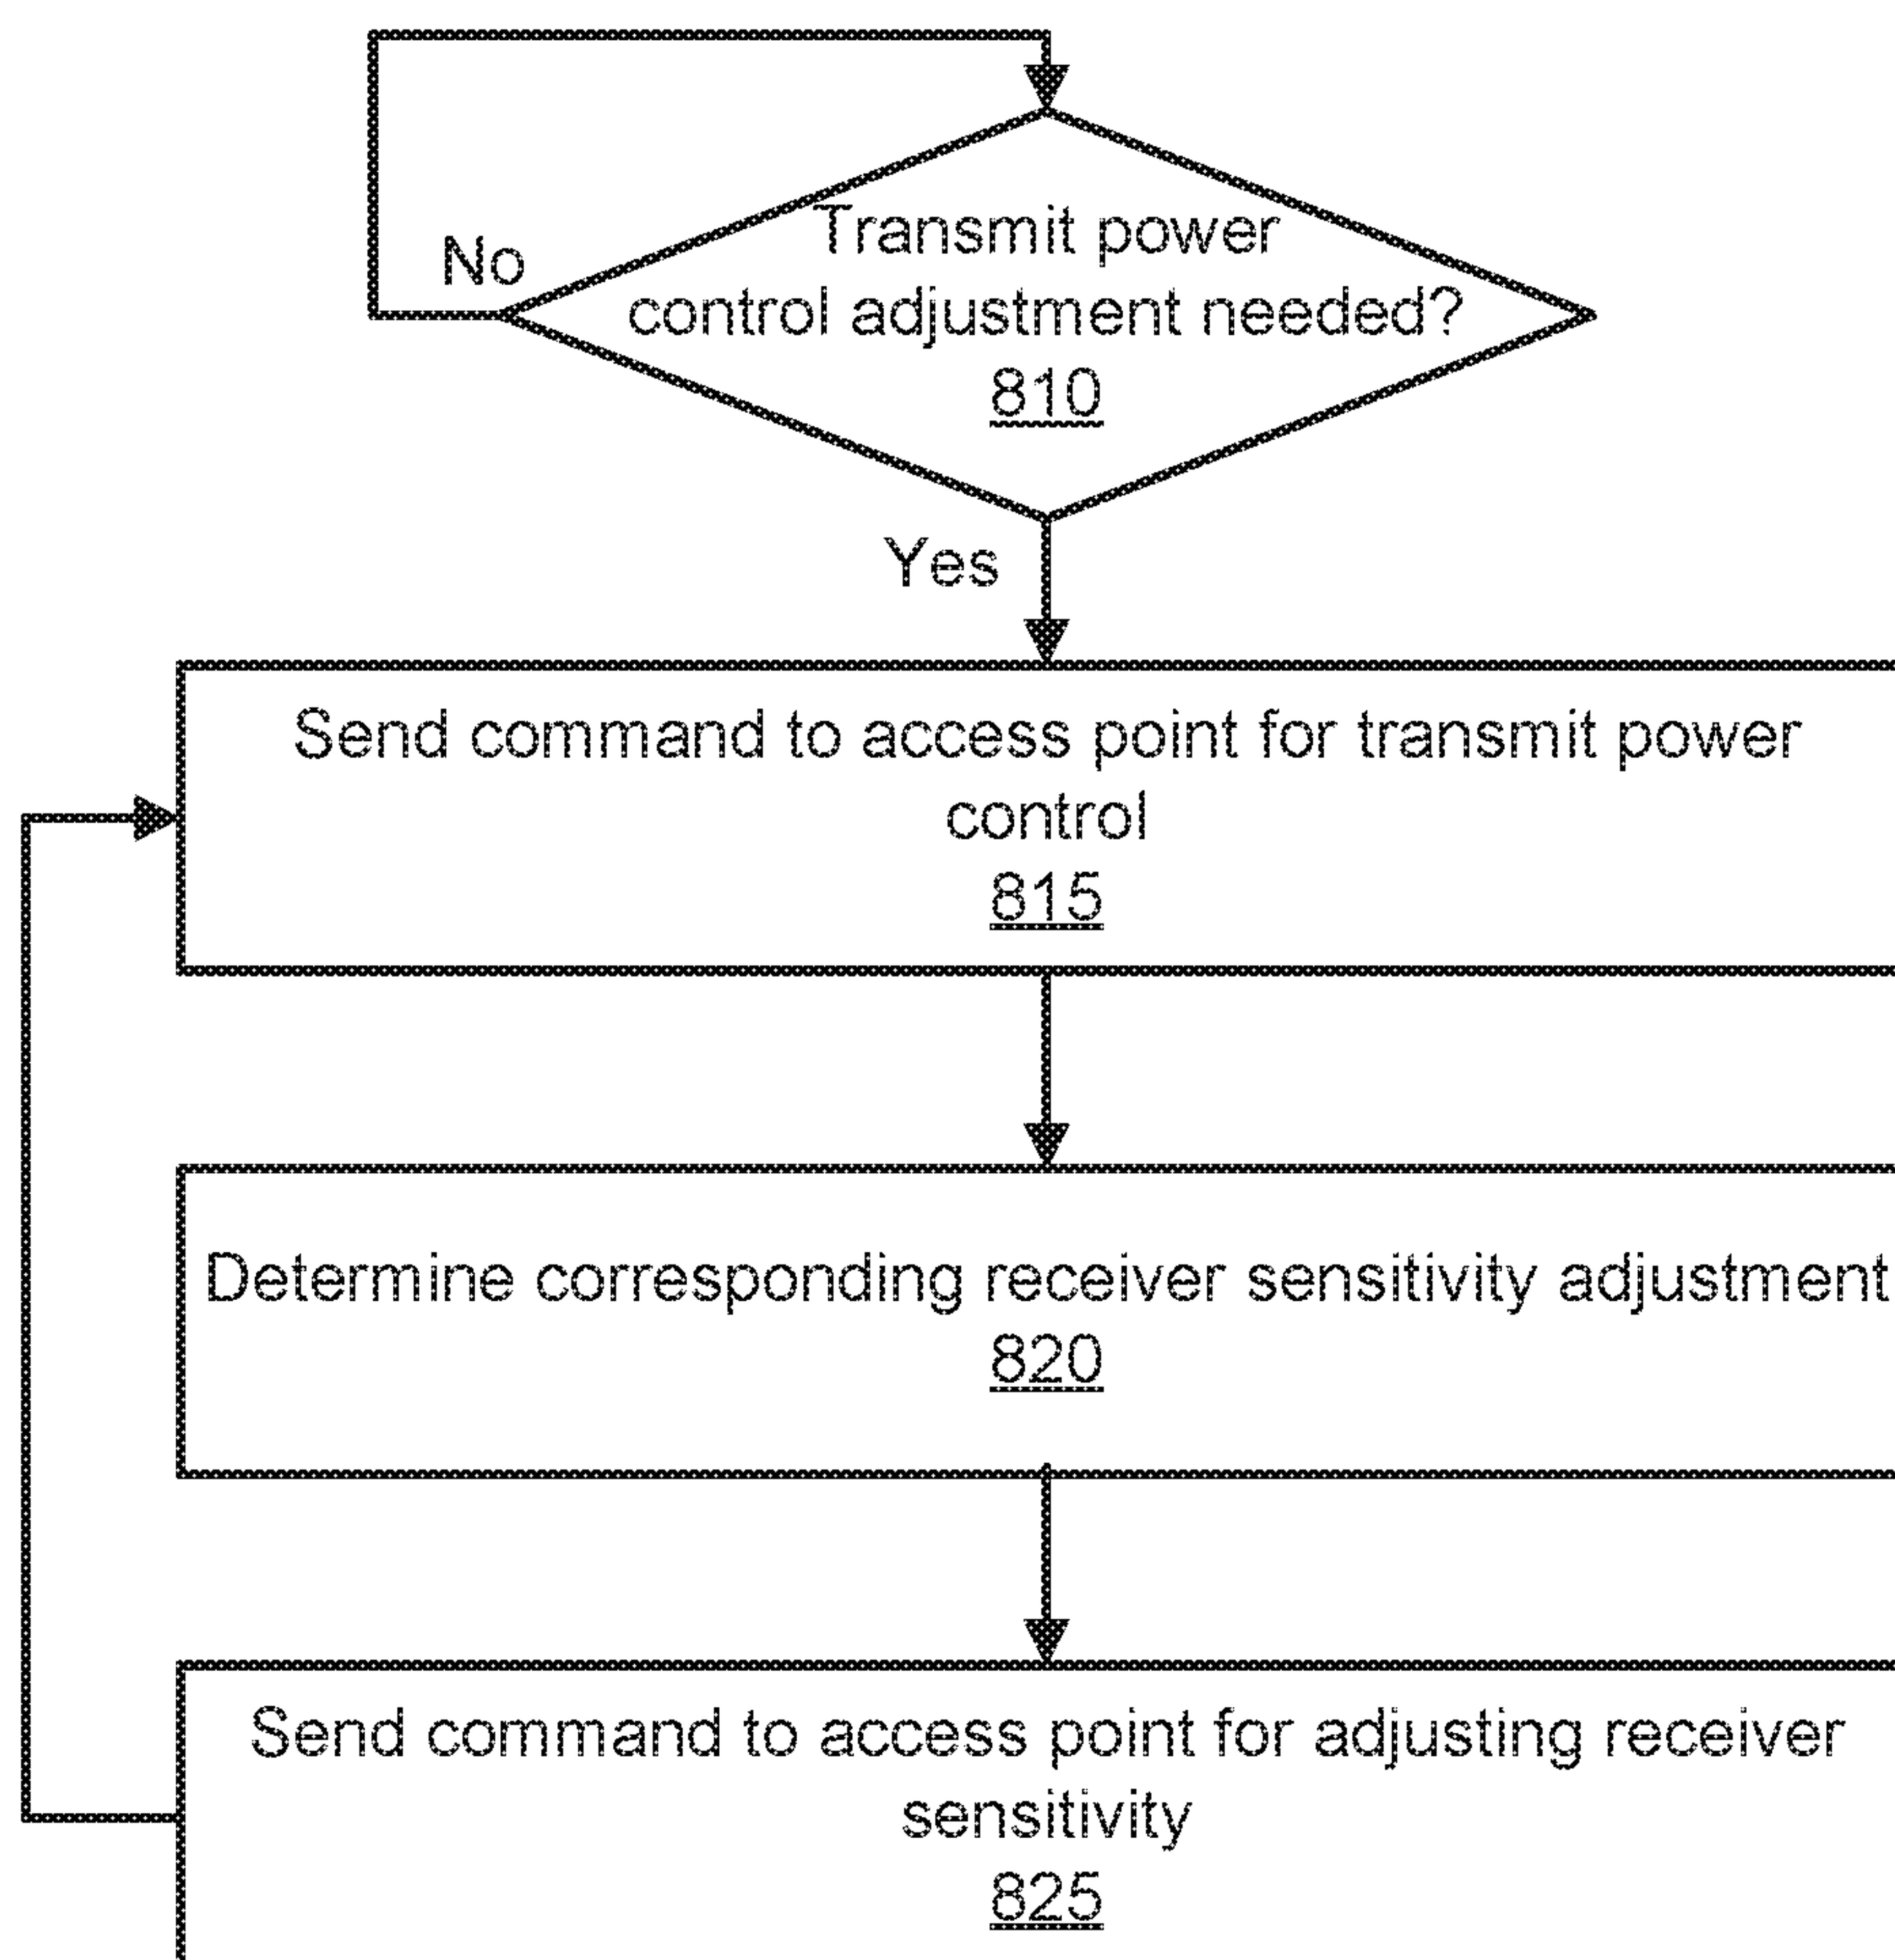 Transmit power
No
control adjustment needed?
810
Yes
Send command to access point for transmit power
control
815
Determine corresponding receiver sensitivity adjustment
820
Send command to access point for adjusting receiver
sensitivity
825